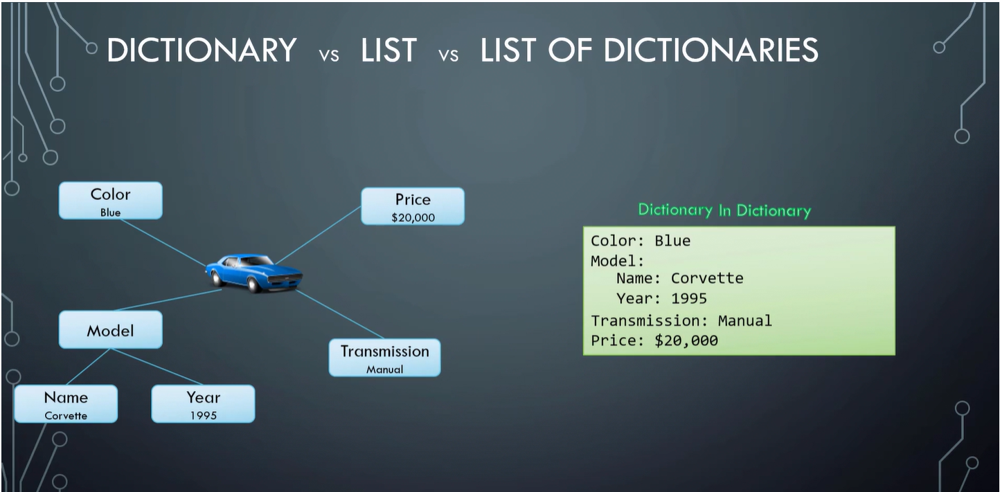 DICTIONARY vs LIST vs LIST OF DICTIONARIES
Color
Blue
Price
$20,000
Model
Transmission
Manual
Name
Corvette
Year
1995
Dictionary In Dictionary
Color: Blue
Model:
Name: Corvette
Year: 1995
Transmission: Manual
Price: $20,000